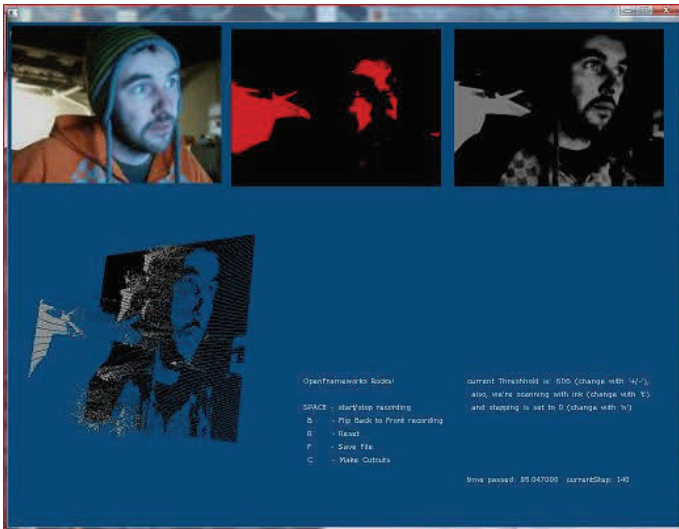 OpenFrameworks Rocks!
SPACE - start/stop recording
B - Flip Back to Front recording
R - Reset
F - Save File
C - Make Cutouts
current Threshhold is: 606 (change with '+/-'),
also, we're scanning with ink (change with 't')
and stepping is set to 0 (change with 'n')
time passed: 85.047000 currentStep: 140